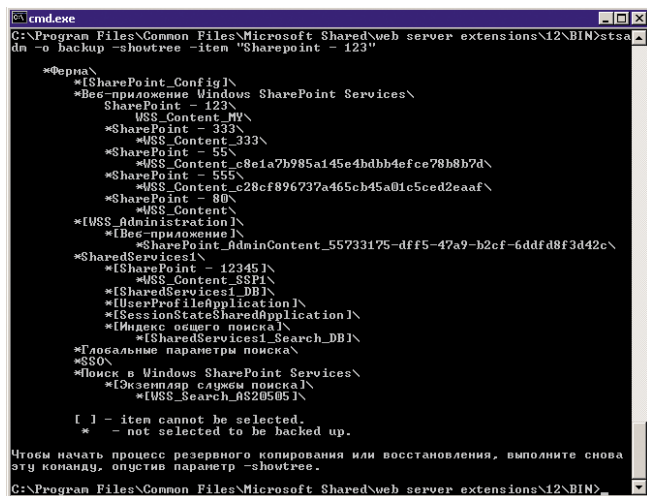 cmd.exe
C:\Program Files\Common Files\Microsoft Shared\web server extensions\12\BIN>stsa
dm -o backup -showtree -item "Sharepoint - 123"
*Ферма\
*[SharePoint_Config]\
*Веб-приложение Windows SharePoint Services\
SharePoint - 123\
WSS_Content_MY\
*SharePoint - 333\
*WSS_Content_333\
*SharePoint - 55\
*WSS_Content_c8e1a7b985a145e4bdbb4efce78b8b7d\
*SharePoint - 555\
*WSS_Content_c28cf896737a465cb45a01c5ced2eaaf\
*SharePoint - 80\
*WSS_Content\
*[WSS_Administration]\
*[Веб-приложение]\
*SharePoint_AdminContent_55733175-dff5-47a9-b2cf-6ddfd8f3d42c\
*SharedServices1\
*[SharePoint - 12345]\
*WSS_Content_SSP1\
*[SharedServices1_DB]\
*[UserProfileApplication]\
*[SessionStateSharedApplication]\
*[Индекс общего поиска]\
*[SharedServices1_Search_DB]\
*Глобальные параметры поиска\
*SSO\
*Поиск в Windows SharePoint Services\
*[Экземпляр службы поиска]\
*[WSS_Search_AS20505]\
[ ] - item cannot be selected.
* - not selected to be backed up.
Чтобы начать процесс резервного копирования или восстановления, выполните снова
эту команду, опустив параметр -showtree.
C:\Program Files\Common Files\Microsoft Shared\web server extensions\12\BIN>_